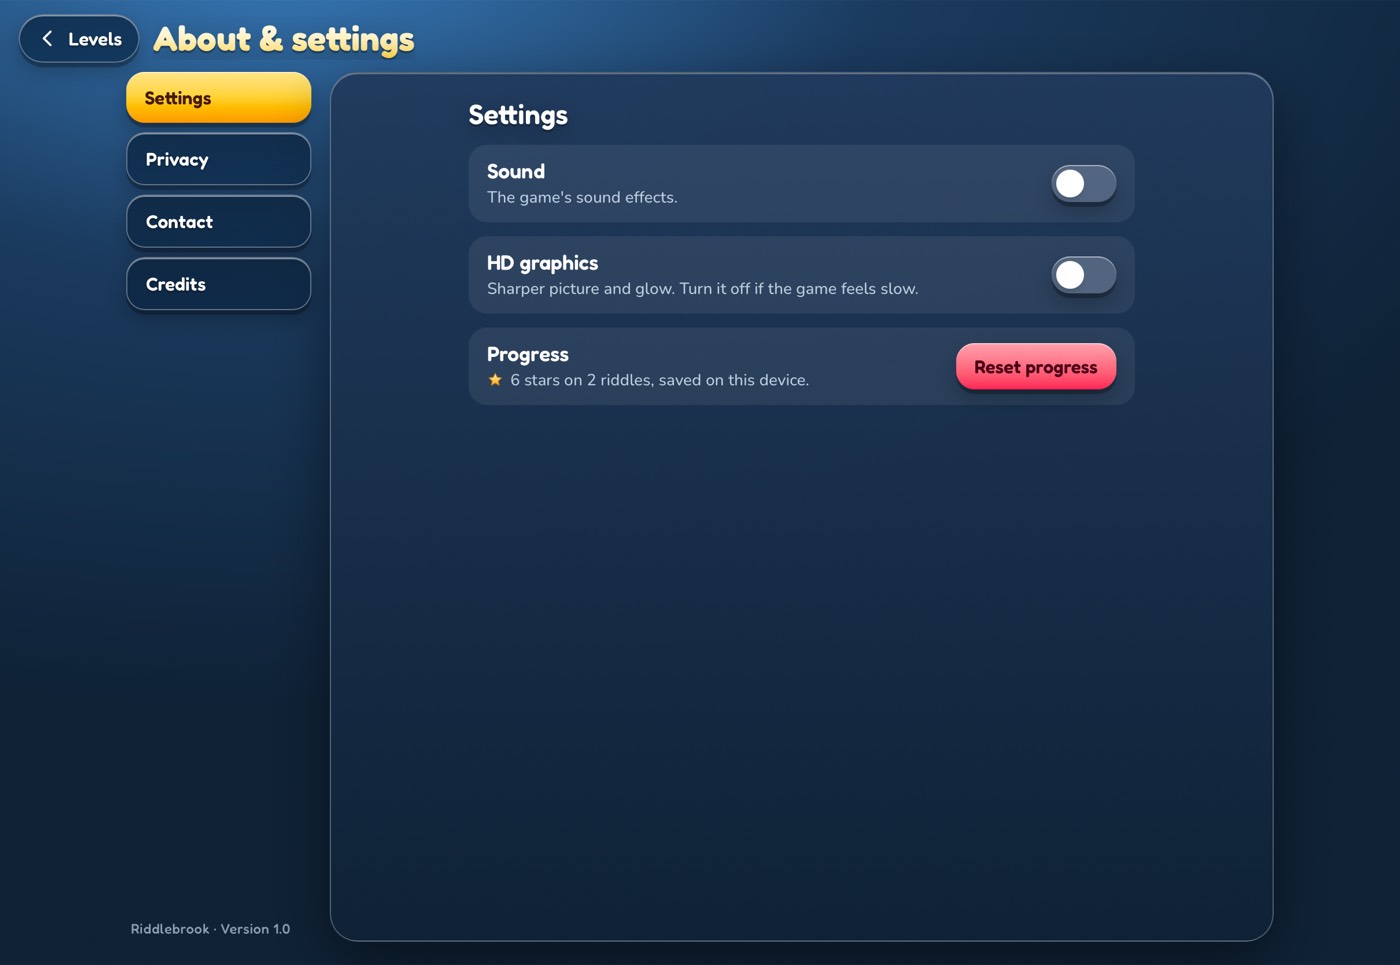 Levels
About & settings
Settings
Privacy
Contact
Credits
Riddlebrook · Version 1.0
Settings
Sound
The game's sound effects.
HD graphics
Sharper picture and glow. Turn it off if the game feels slow.
Progress
6 stars on 2 riddles, saved on this device.
Reset progress